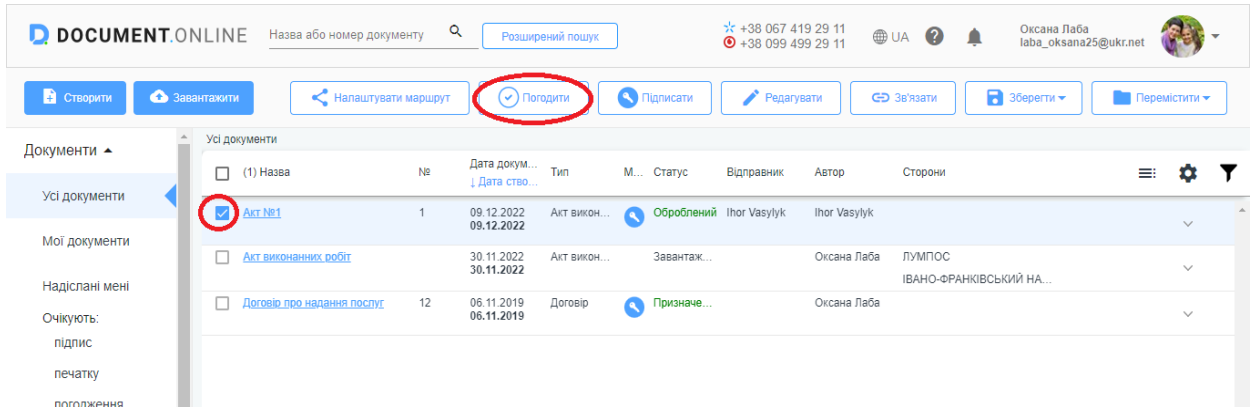 DOCUMENT.ONLINE
Назва або номер документу
Розширений пошук
+38 067 419 29 11
+38 099 499 29 11
UA
Оксана Лаба
laba_oksana25@ukr.net
Створити
Завантажити
Налаштувати маршрут
Погодити
Підписати
Редагувати
Зв'язати
Зберегти
Перемістити
Документи
Усі документи
Мої документи
Надіслані мені
Очікують:
підпис
печатку
погодження
Усі документи
(1) Назва № Дата докум... Тип М... Статус Відправник Автор Сторони
↓ Дата ство...
Акт №1 1 09.12.2022 Акт викон... Оброблений Ihor Vasylyk Ihor Vasylyk
09.12.2022
Акт виконанних робіт 30.11.2022 Акт викон... Завантаж... Оксана Лаба ЛУМПОС
30.11.2022 ІВАНО-ФРАНКІВСЬКИЙ НА...
Договір про надання послуг 12 06.11.2019 Договір Призначе... Оксана Лаба
06.11.2019